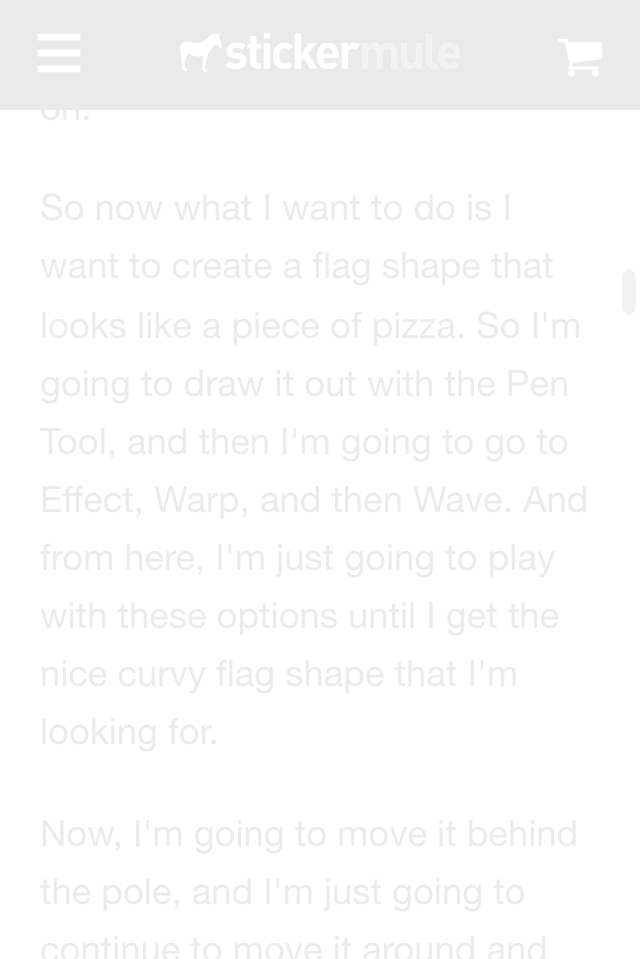 stickermule
on.
So now what I want to do is I
want to create a flag shape that
looks like a piece of pizza. So I'm
going to draw it out with the Pen
Tool, and then I'm going to go to
Effect, Warp, and then Wave. And
from here, I'm just going to play
with these options until I get the
nice curvy flag shape that I'm
looking for.
Now, I'm going to move it behind
the pole, and I'm just going to
continue to move it around and